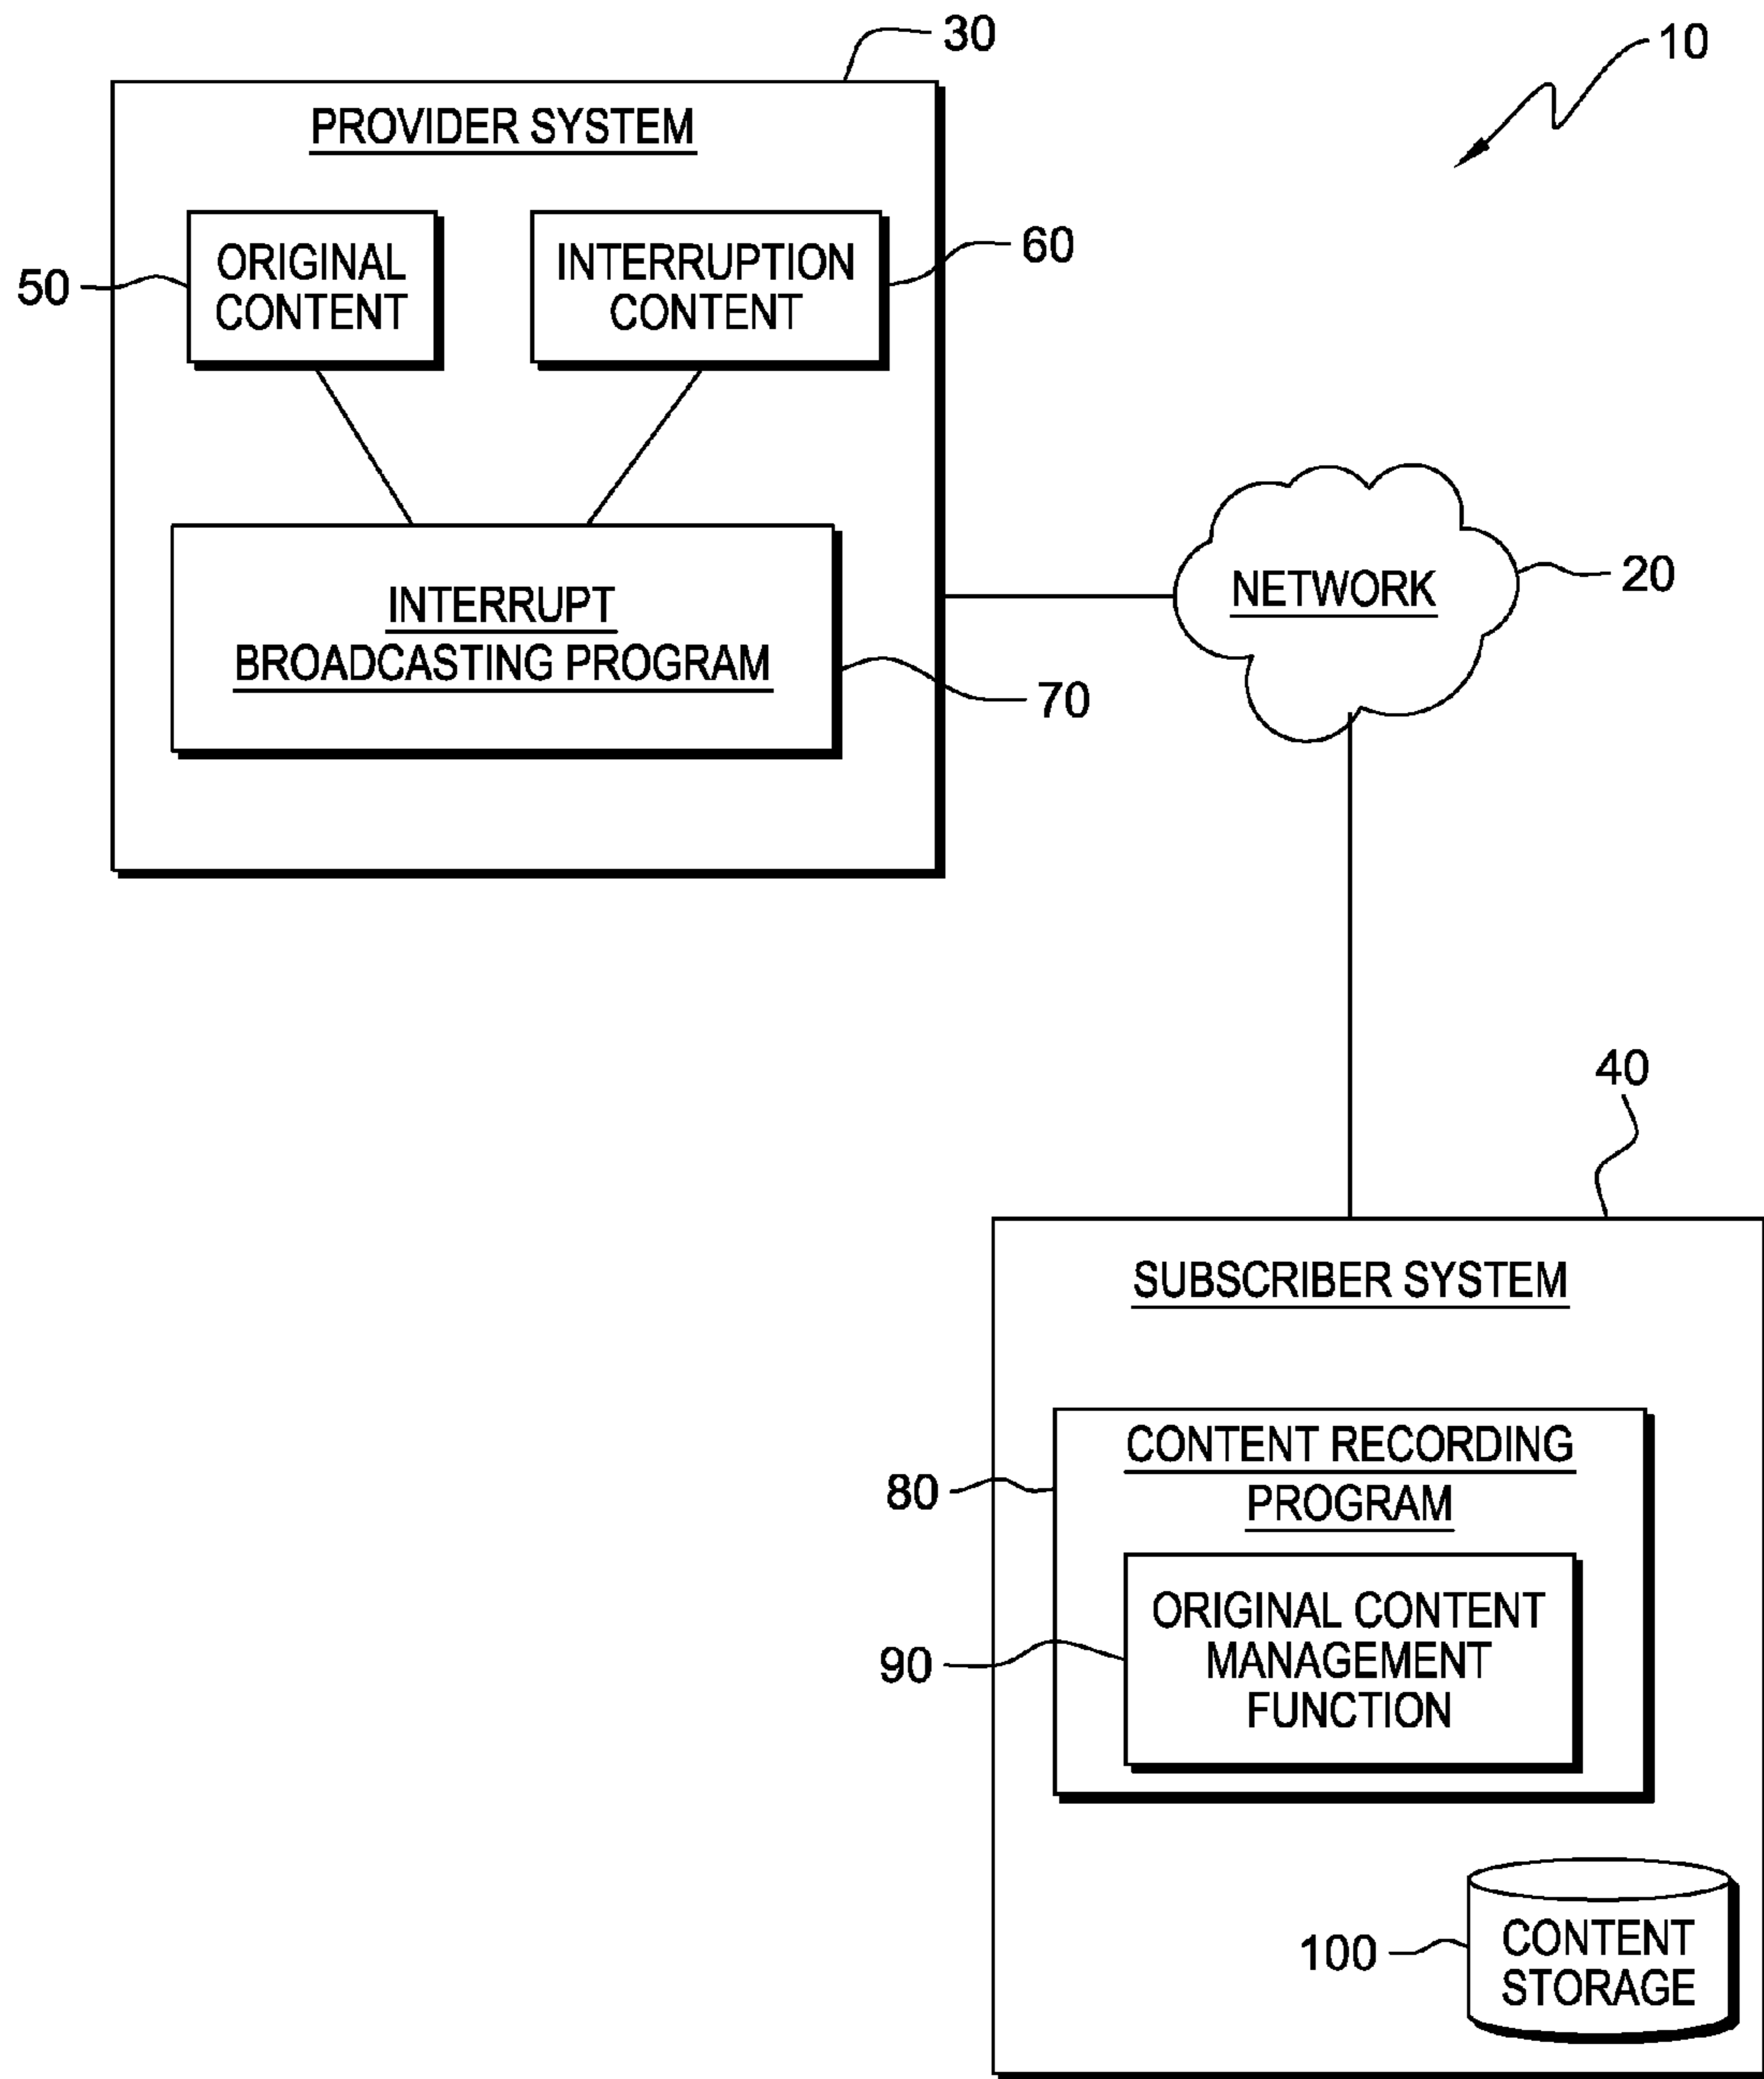 30
10
PROVIDER SYSTEM
50
ORIGINAL
CONTENT
INTERRUPTION
CONTENT
60
INTERRUPT
BROADCASTING PROGRAM
70
NETWORK
20
40
SUBSCRIBER SYSTEM
80
CONTENT RECORDING
PROGRAM
90
ORIGINAL CONTENT
MANAGEMENT
FUNCTION
100
CONTENT
STORAGE